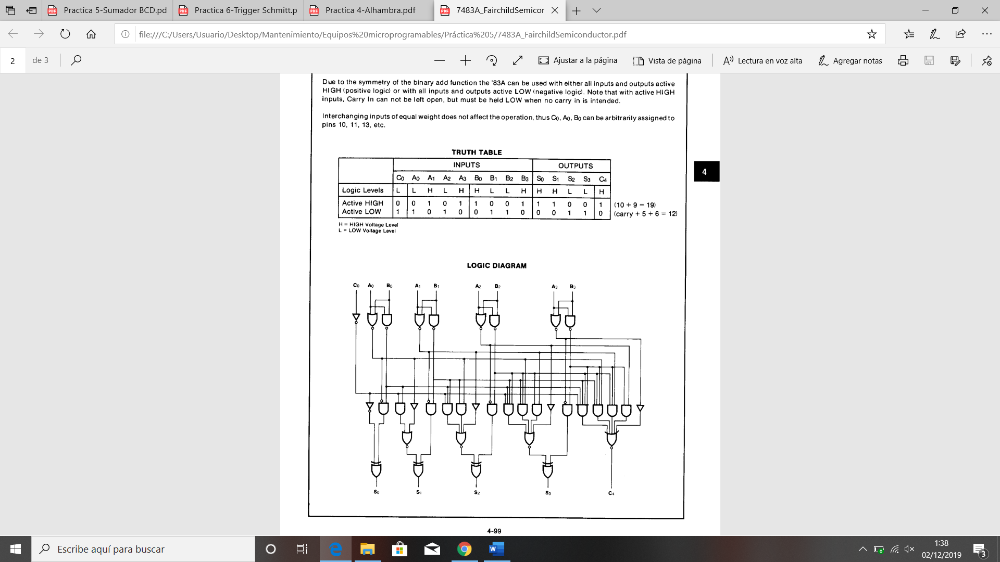 Practica 5-Sumador BCD.pd
Practica 6-Trigger Schmitt.p
Practica 4-Alhambra.pdf
7483A_FairchildSemicor
file:///C:/Users/Usuario/Desktop/Mantenimiento/Equipos%20microprogramables/Práctica%205/7483A_FairchildSemiconductor.pdf
2 de 3
Ajustar a la página
Vista de página
Lectura en voz alta
Agregar notas
Due to the symmetry of the binary add function the '83A can be used with either all inputs and outputs active
HIGH (positive logic) or with all inputs and outputs active LOW (negative logic). Note that with active HIGH
inputs, Carry In can not be left open, but must be held LOW when no carry in is intended.
Interchanging inputs of equal weight does not affect the operation, thus C0, A0, B0 can be arbitrarily assigned to
pins 10, 11, 13, etc.
TRUTH TABLE
INPUTS OUTPUTS
C0 A0 A1 A2 A3 B0 B1 B2 B3 S0 S1 S2 S3 C4
Logic Levels L L H L H H L L H H H L L H
Active HIGH 0 0 1 0 1 1 0 0 1 1 1 0 0 1 (10 + 9 = 19)
Active LOW 1 1 0 1 0 0 1 1 0 0 0 1 1 0 (carry + 5 + 6 = 12)
H = HIGH Voltage Level
L = LOW Voltage Level
4
LOGIC DIAGRAM
C0 A0 B0 A1 B1 A2 B2 A3 B3
S0 S1 S2 S3 C4
4-99
Escribe aquí para buscar
1:38
02/12/2019
3